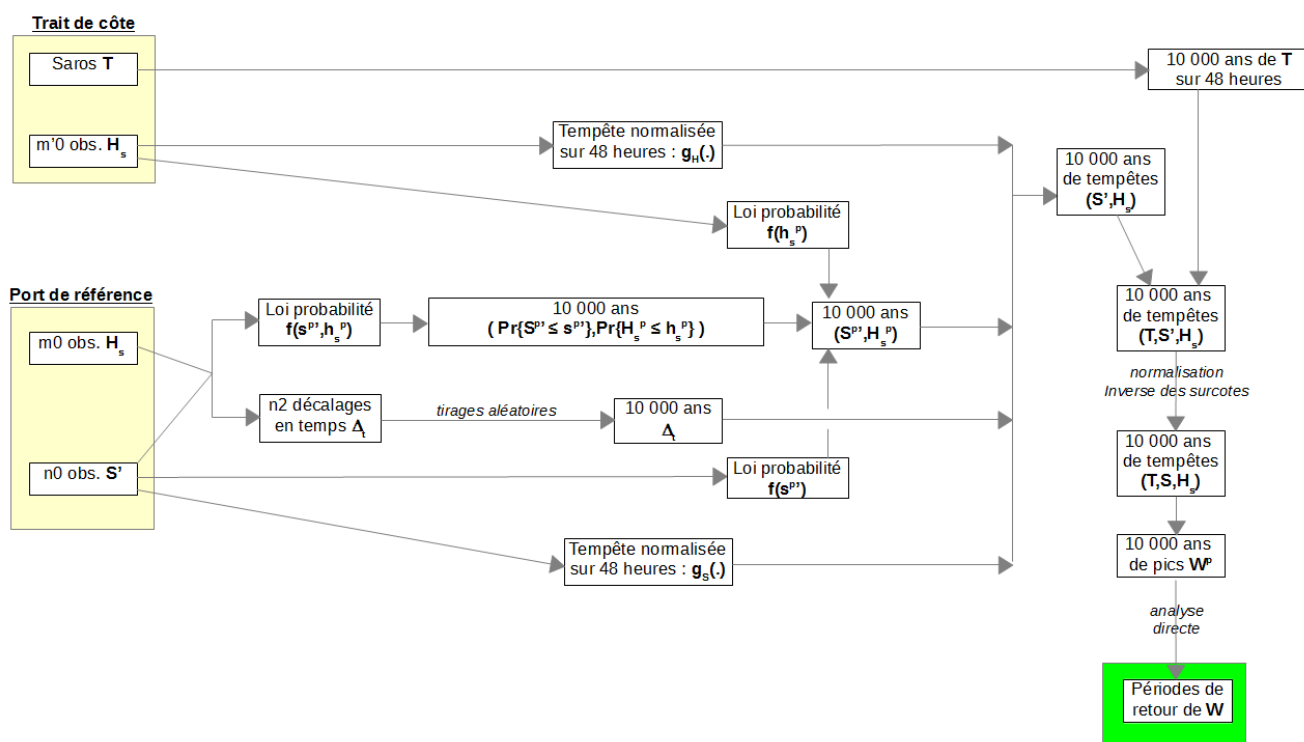 Trait de côte
Saros T
10 000 ans de T
sur 48 heures
m'0 obs. Hs
Tempête normalisée
sur 48 heures : gH(.)
10 000 ans
de tempêtes
(S',Hs)
Loi probabilité
f(hsp)
Port de référence
m0 obs. Hs
Loi probabilité
f(sp',hsp)
10 000 ans
( Pr{Sp' ≤ sp'},Pr{Hsp ≤ hsp} )
10 000 ans
(Sp',Hsp)
10 000 ans
de tempêtes
(T,S',Hs)
normalisation
Inverse des surcotes
n2 décalages
en temps Δt
tirages aléatoires
10 000 ans
Δt
n0 obs. S'
Loi probabilité
f(sp')
10 000 ans
de tempêtes
(T,S,Hs)
Tempête normalisée
sur 48 heures : gS(.)
10 000 ans
de pics Wp
analyse
directe
Périodes de
retour de W